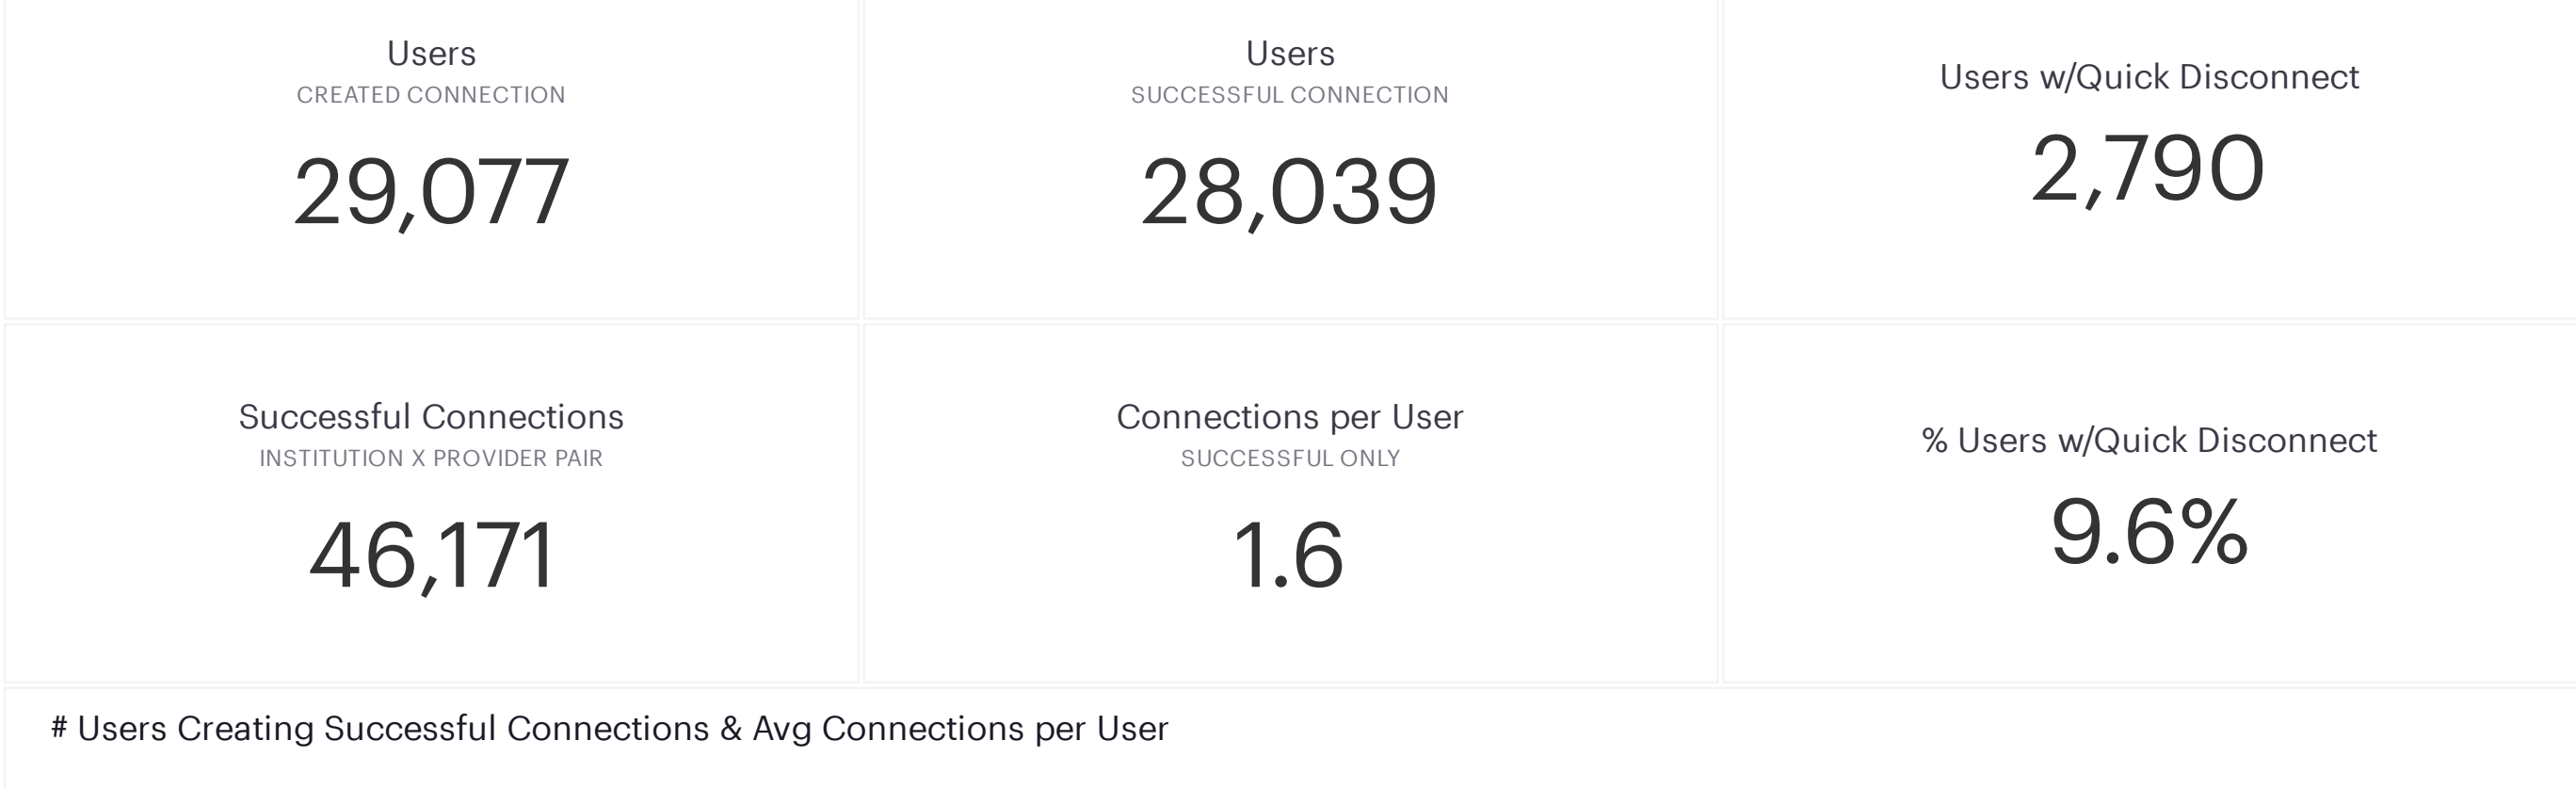 Users
CREATED CONNECTION
29,077
Users
SUCCESSFUL CONNECTION
28,039
Users w/Quick Disconnect
2,790
Successful Connections
INSTITUTION X PROVIDER PAIR
46,171
Connections per User
SUCCESSFUL ONLY
1.6
% Users w/Quick Disconnect
9.6%
# Users Creating Successful Connections & Avg Connections per User